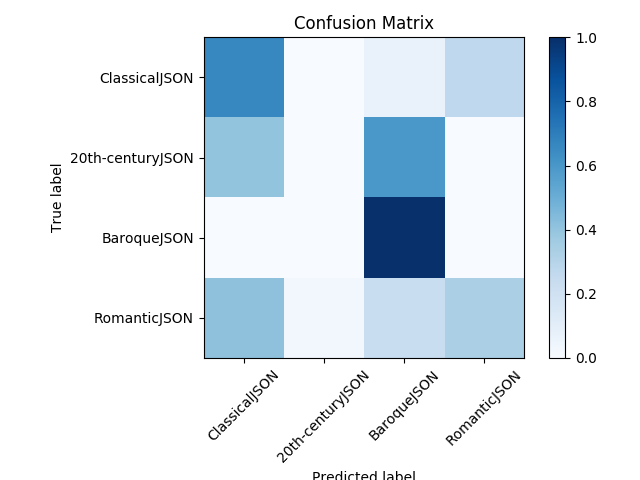 Confusion Matrix
True label
ClassicalJSON
20th-centuryJSON
BaroqueJSON
RomanticJSON
ClassicalJSON
20th-centuryJSON
BaroqueJSON
RomanticJSON
Predicted label
1.0
0.8
0.6
0.4
0.2
0.0